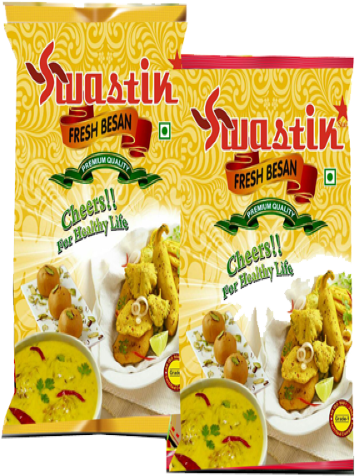 Swastik
FRESH BESAN
PREMIUM QUALITY
Cheers!!
For Healthy Life
Swastik
FRESH BESAN
PREMIUM QUALITY
Cheers!!
For Healthy Life